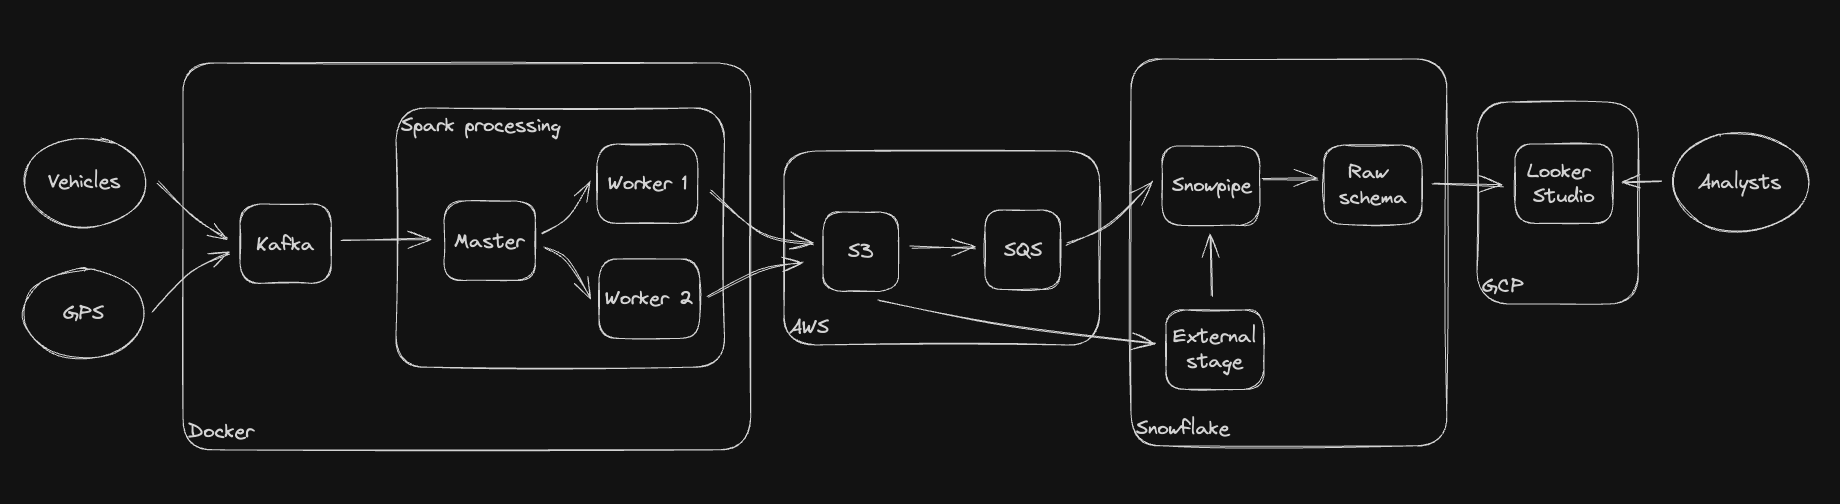 Vehicles
GPS
Docker
Kafka
Spark processing
Master
Worker 1
Worker 2
AWS
S3
SQS
Snowflake
Snowpipe
External
stage
Raw
schema
GCP
Looker
Studio
Analysts